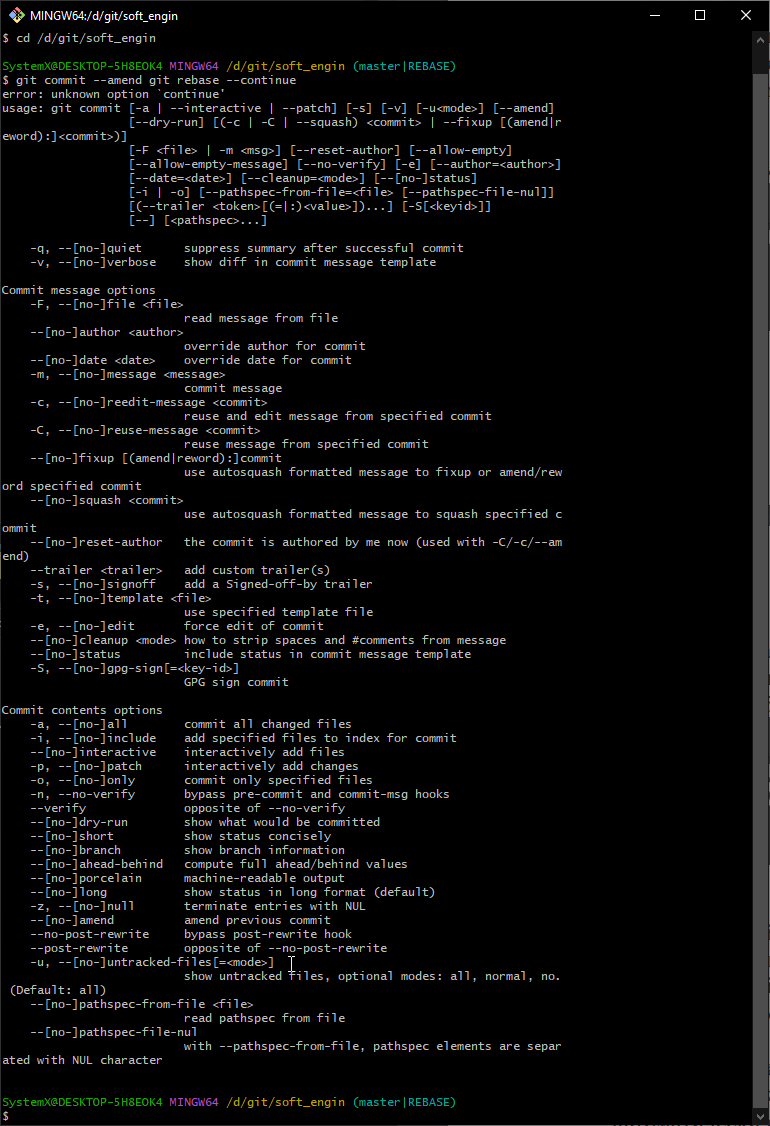 MINGW64:/d/git/soft_engin
$ cd /d/git/soft_engin
SystemX@DESKTOP-5H8EOK4 MINGW64 /d/git/soft_engin (master|REBASE)
$ git commit --amend git rebase --continue
error: unknown option `continue'
usage: git commit [-a | --interactive | --patch] [-s] [-v] [-u<mode>] [--amend]
                  [--dry-run] [(-c | -C | --squash) <commit> | --fixup [(amend|r
eword):]<commit>)]
                  [-F <file> | -m <msg>] [--reset-author] [--allow-empty]
                  [--allow-empty-message] [--no-verify] [-e] [--author=<author>]
                  [--date=<date>] [--cleanup=<mode>] [--[no-]status]
                  [-i | -o] [--pathspec-from-file=<file> [--pathspec-file-nul]]
                  [(--trailer <token>[(=|:)<value>])...] [-S[<keyid>]]
                  [--] [<pathspec>...]
    -q, --[no-]quiet      suppress summary after successful commit
    -v, --[no-]verbose    show diff in commit message template
Commit message options
    -F, --[no-]file <file>
                          read message from file
    --[no-]author <author>
                          override author for commit
    --[no-]date <date>    override date for commit
    -m, --[no-]message <message>
                          commit message
    -c, --[no-]reedit-message <commit>
                          reuse and edit message from specified commit
    -C, --[no-]reuse-message <commit>
                          reuse message from specified commit
    --[no-]fixup [(amend|reword):]commit
                          use autosquash formatted message to fixup or amend/rew
ord specified commit
    --[no-]squash <commit>
                          use autosquash formatted message to squash specified c
ommit
    --[no-]reset-author   the commit is authored by me now (used with -C/-c/--am
end)
    --trailer <trailer>   add custom trailer(s)
    -s, --[no-]signoff    add a Signed-off-by trailer
    -t, --[no-]template <file>
                          use specified template file
    -e, --[no-]edit       force edit of commit
    --[no-]cleanup <mode> how to strip spaces and #comments from message
    --[no-]status         include status in commit message template
    -S, --[no-]gpg-sign[=<key-id>]
                          GPG sign commit
Commit contents options
    -a, --[no-]all        commit all changed files
    -i, --[no-]include    add specified files to index for commit
    --[no-]interactive    interactively add files
    -p, --[no-]patch      interactively add changes
    -o, --[no-]only       commit only specified files
    -n, --no-verify       bypass pre-commit and commit-msg hooks
    --verify              opposite of --no-verify
    --[no-]dry-run        show what would be committed
    --[no-]short          show status concisely
    --[no-]branch         show branch information
    --[no-]ahead-behind   compute full ahead/behind values
    --[no-]porcelain      machine-readable output
    --[no-]long           show status in long format (default)
    -z, --[no-]null       terminate entries with NUL
    --[no-]amend          amend previous commit
    --no-post-rewrite     bypass post-rewrite hook
    --post-rewrite        opposite of --no-post-rewrite
    -u, --[no-]untracked-files[=<mode>]
                          show untracked files, optional modes: all, normal, no.
 (Default: all)
    --[no-]pathspec-from-file <file>
                          read pathspec from file
    --[no-]pathspec-file-nul
                          with --pathspec-from-file, pathspec elements are separ
ated with NUL character
SystemX@DESKTOP-5H8EOK4 MINGW64 /d/git/soft_engin (master|REBASE)
$